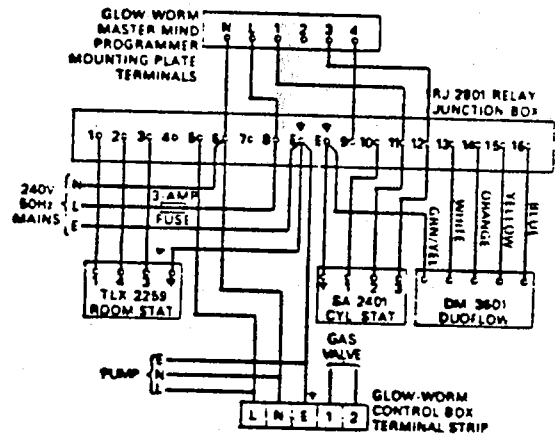 GLOW-WORM
MASTER MIND
PROGRAMMER
MOUNTING PLATE
TERMINALS
N L 1 2 3 4
RJ 2801 RELAY
JUNCTION BOX
1 2 3 4 5 6 7 8 E E 9 10 11 12 13 14 15 16
240V
50Hz
MAINS
N
L
E
3 AMP
FUSE
GRN/YEL
WHITE
ORANGE
YELLOW
BLUE
1 4 3
TLX 2259
ROOM STAT
1 2
SA 2401
CYL STAT
DM 3601
DUOFLOW
GAS
VALVE
PUMP
E
N
L
L N E 1 2
GLOW-WORM
CONTROL BOX
TERMINAL STRIP